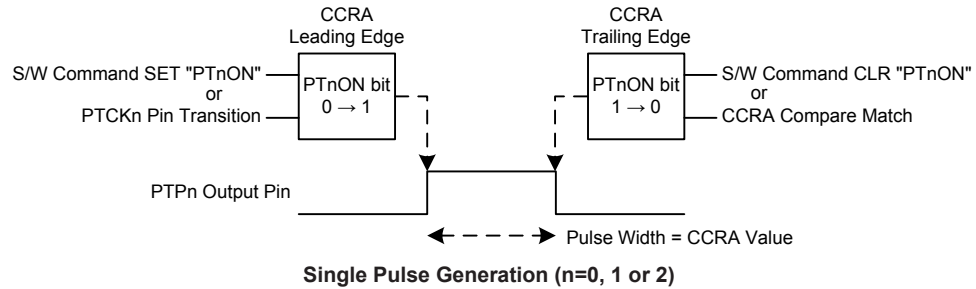 CCRA
Leading Edge
S/W Command SET "PTnON"
or
PTCKn Pin Transition
PTnON bit
0 → 1
CCRA
Trailing Edge
PTnON bit
1 → 0
S/W Command CLR "PTnON"
or
CCRA Compare Match
PTPn Output Pin
Pulse Width = CCRA Value
Single Pulse Generation (n=0, 1 or 2)